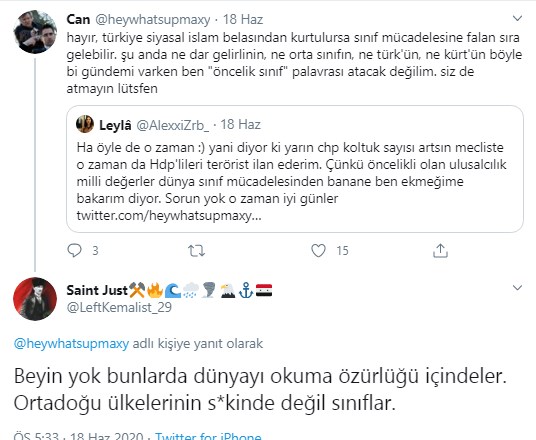 Can @heywhatsupmaxy · 18 Haz
hayır, türkiye siyasal islam belasından kurtulursa sınıf mücadelesine falan sıra
gelebilir. şu anda ne dar gelirlinin, ne orta sınıfın, ne türk'ün, ne kürt'ün böyle
bi gündemi varken ben "öncelik sınıf" palavrası atacak değilim. siz de
atmayın lütsfen
Leylâ @AlexxiZrb_ · 18 Haz
Ha öyle de o zaman :) yani diyor ki yarın chp koltuk sayısı artsın mecliste
o zaman da Hdp'lileri terörist ilan ederim. Çünkü öncelikli olan ulusalcılık
milli değerler dünya sınıf mücadelesinden banane ben ekmeğime
bakarım diyor. Sorun yok o zaman iyi günler
twitter.com/heywhatsupmaxy...
3 15
Saint Just⚒️🔥🌊🌧️🌪️🦅⚓🇸🇾
@LeftKemalist_29
@heywhatsupmaxy adlı kişiye yanıt olarak
Beyin yok bunlarda dünyayı okuma özürlüğü içindeler.
Ortadoğu ülkelerinin s*kinde değil sınıflar.
ÖS 5:33 · 18 Haz 2020 · Twitter for iPhone